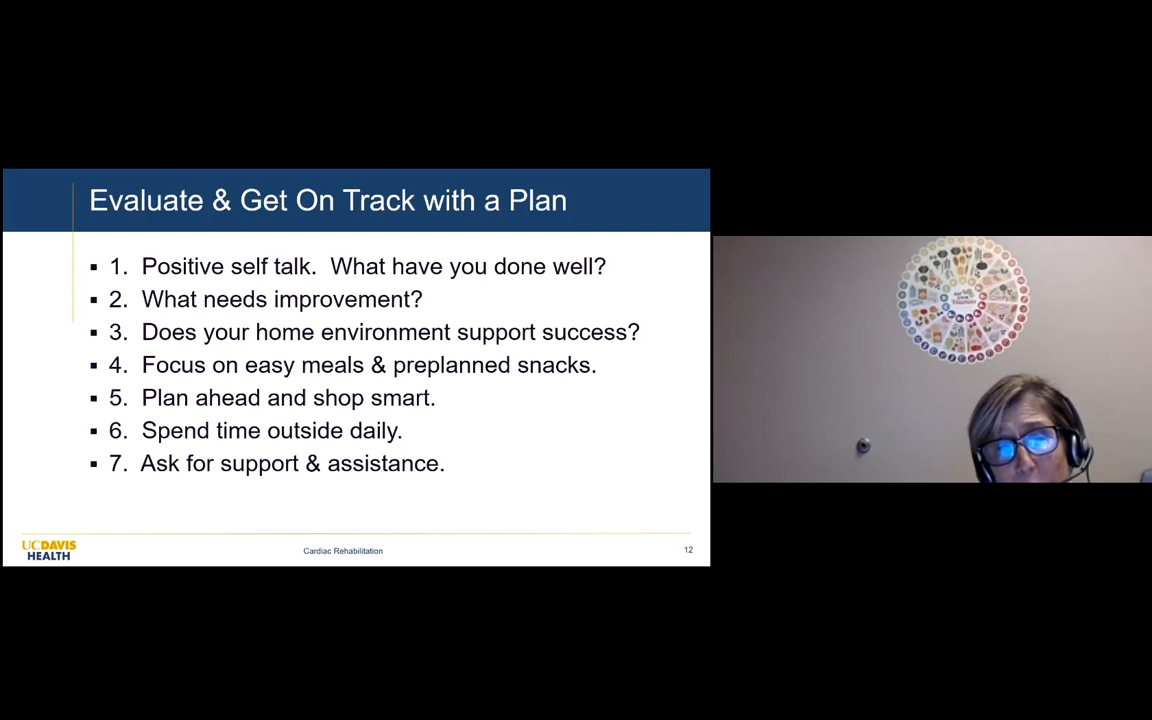 Evaluate & Get On Track with a Plan
▪ 1. Positive self talk. What have you done well?
▪ 2. What needs improvement?
▪ 3. Does your home environment support success?
▪ 4. Focus on easy meals & preplanned snacks.
▪ 5. Plan ahead and shop smart.
▪ 6. Spend time outside daily.
▪ 7. Ask for support & assistance.
UCDAVIS
HEALTH
Cardiac Rehabilitation
12